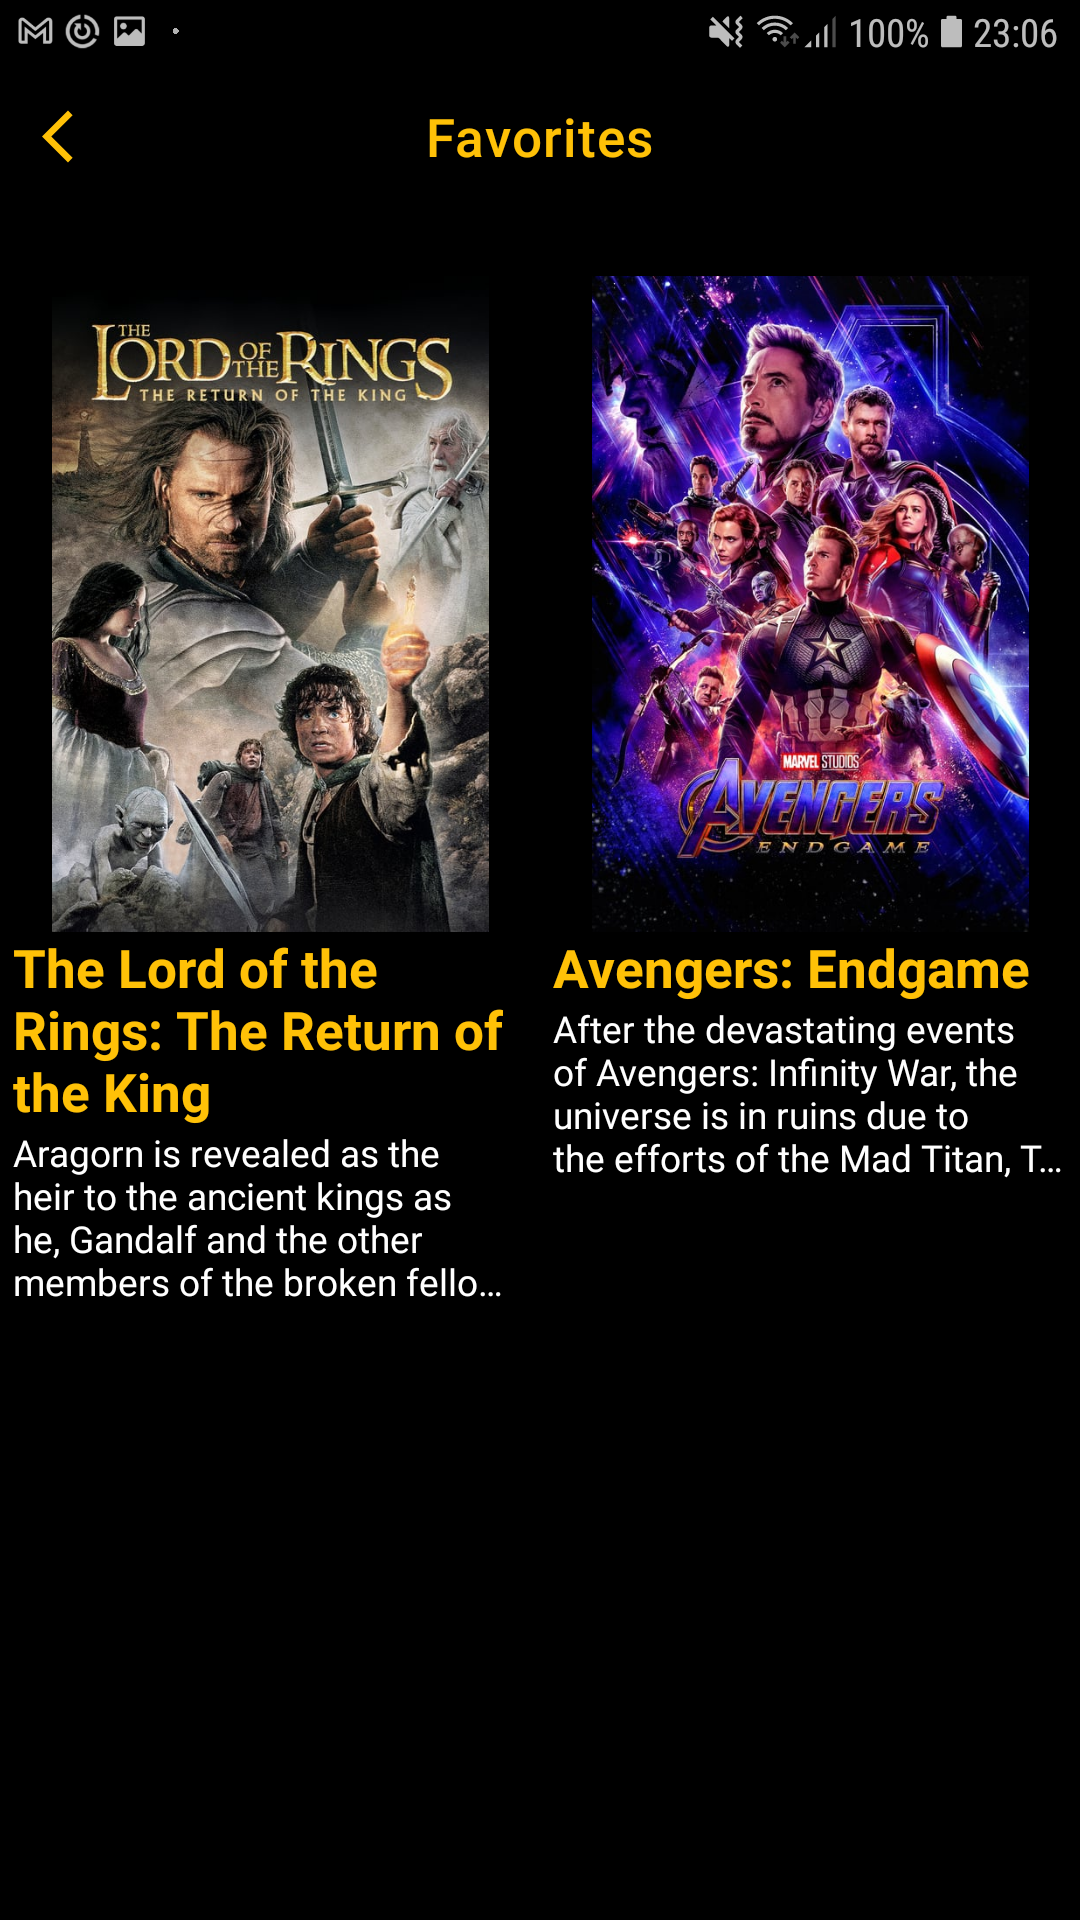 100% 23:06
Favorites
THE
LORD OF THE RINGS
THE RETURN OF THE KING
MARVEL STUDIOS
AVENGERS
ENDGAME
The Lord of the
Rings: The Return of
the King
Aragorn is revealed as the
heir to the ancient kings as
he, Gandalf and the other
members of the broken fello...
Avengers: Endgame
After the devastating events
of Avengers: Infinity War, the
universe is in ruins due to
the efforts of the Mad Titan, T...